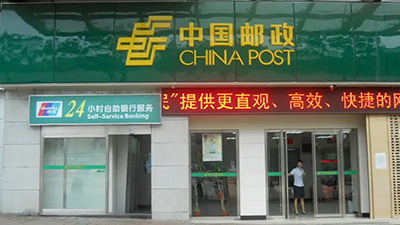 中国邮政
CHINA POST
24小时自助银行服务
Self-Service Banking
民"提供更直观、高效、快捷的网